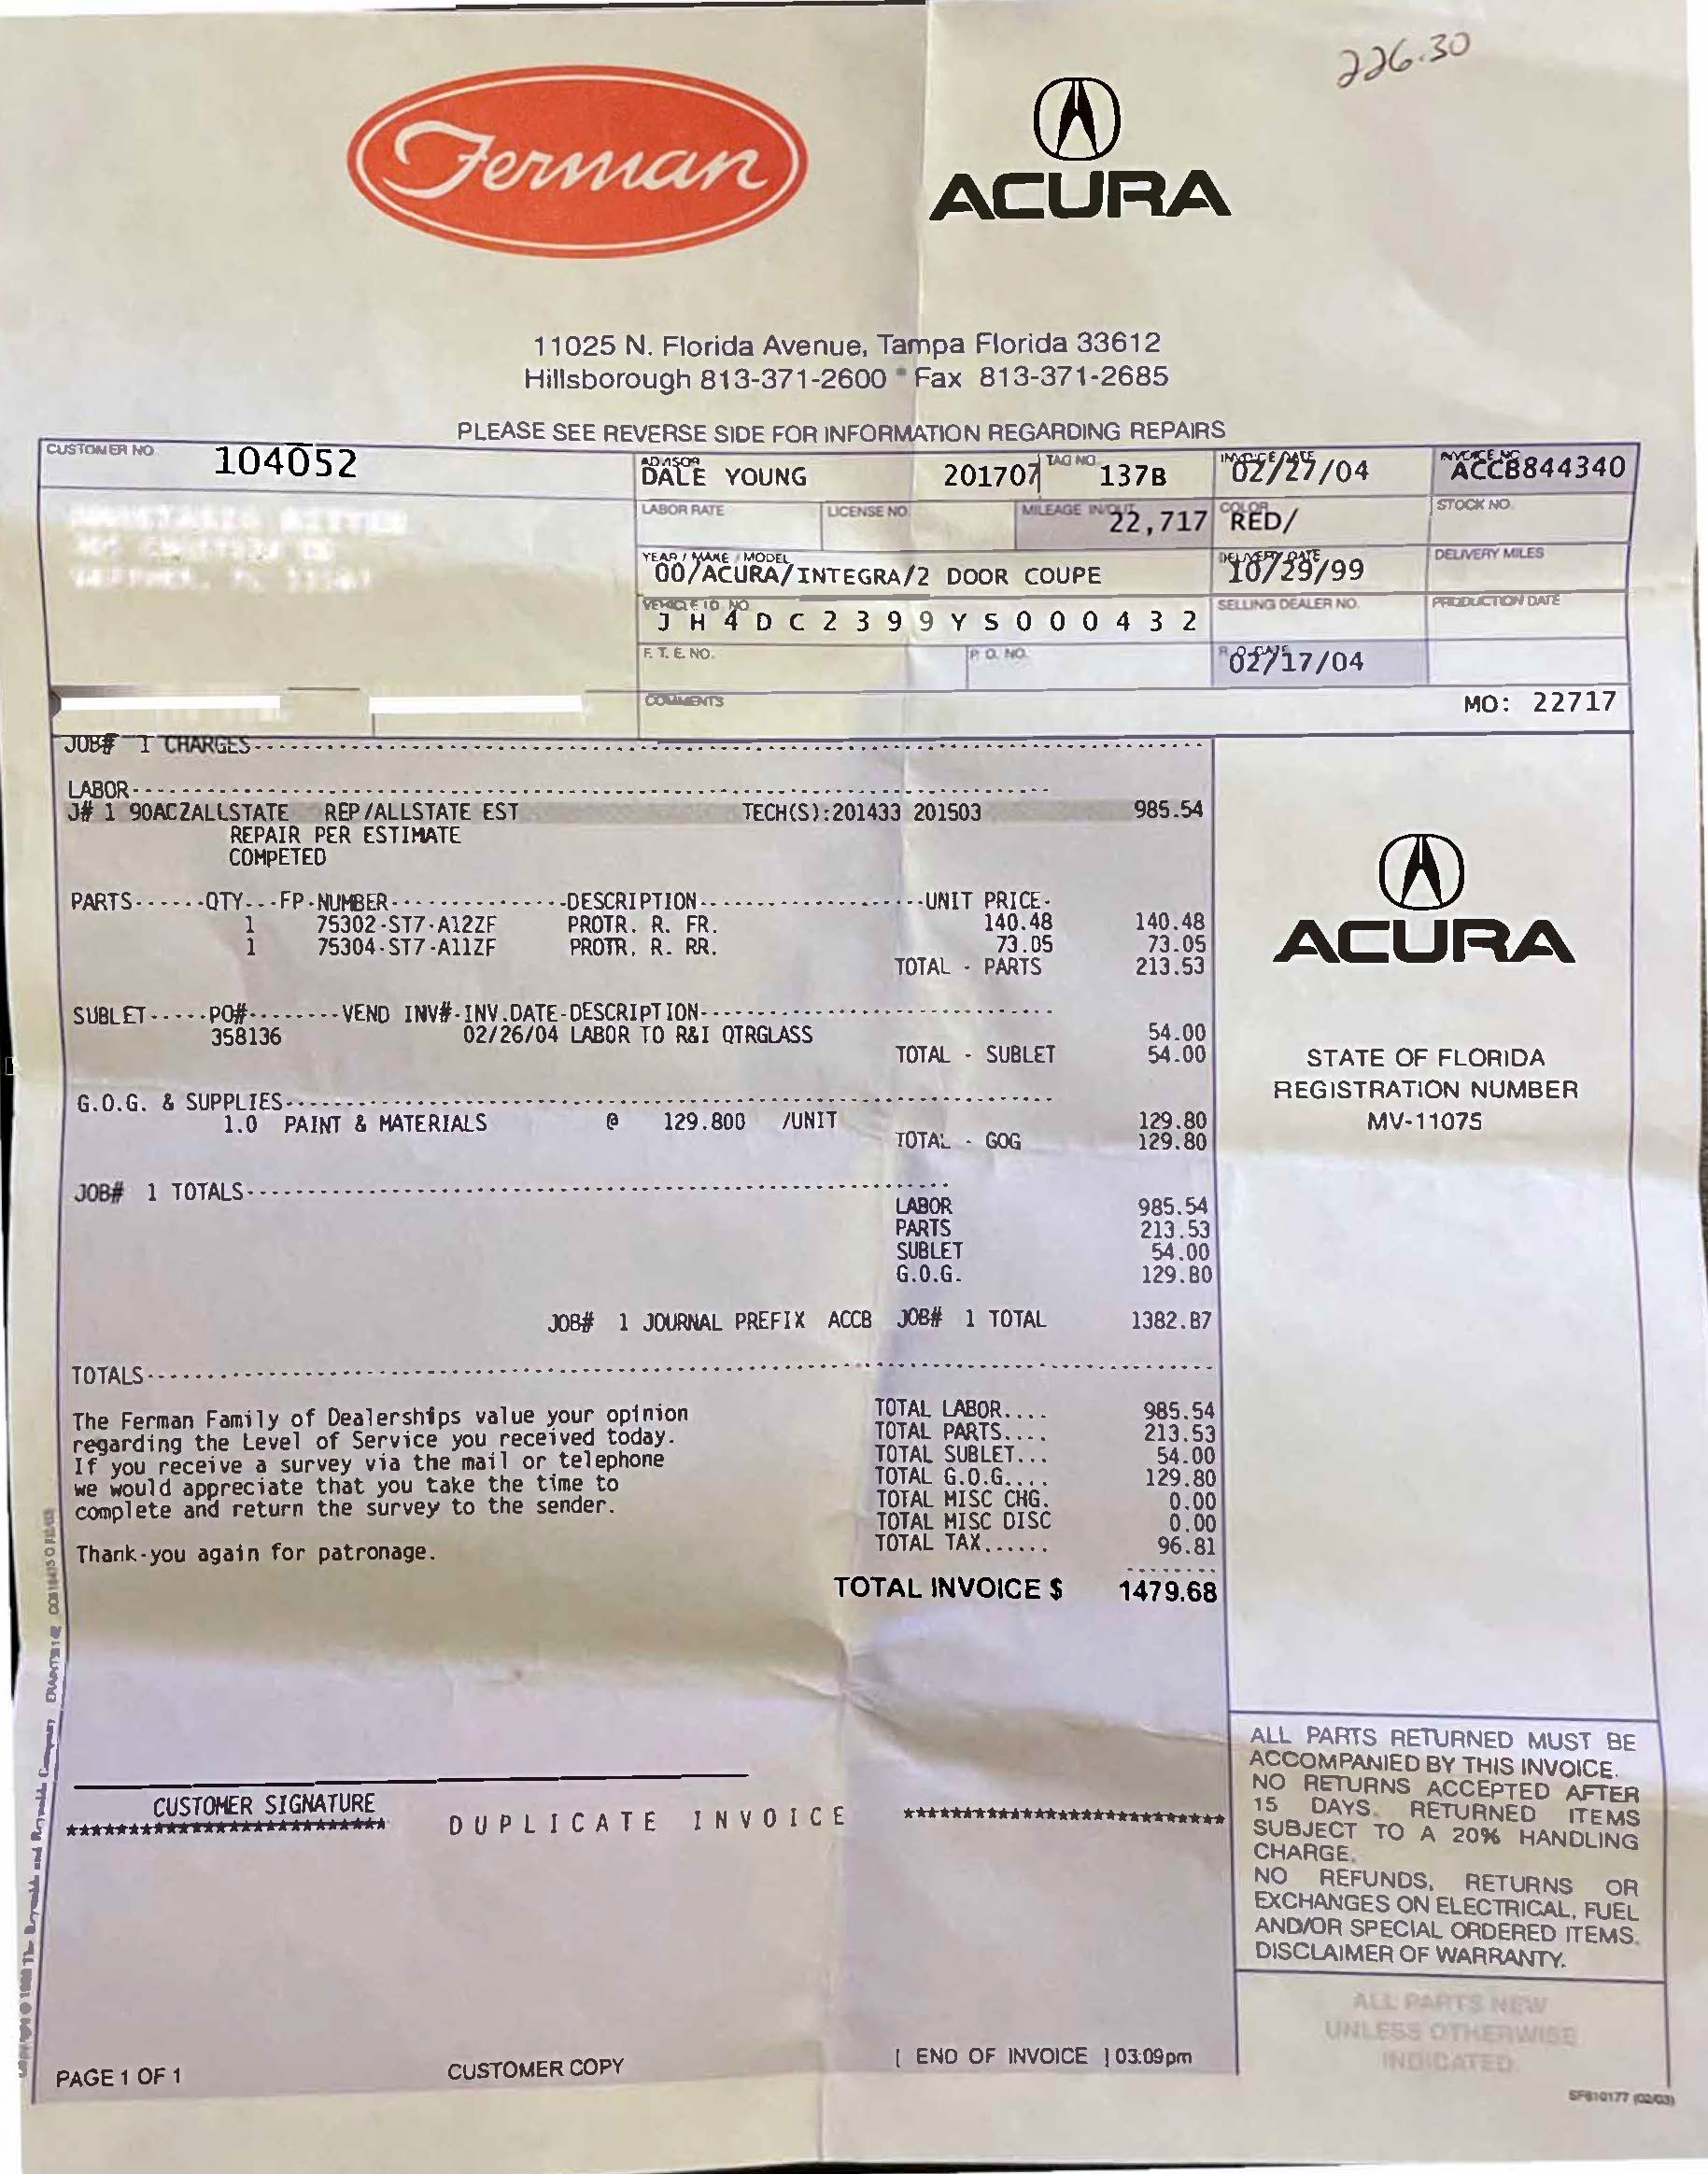 226.30
Ferman
ACURA
11025 N. Florida Avenue, Tampa Florida 33612
Hillsborough 813-371-2600 * Fax 813-371-2685
PLEASE SEE REVERSE SIDE FOR INFORMATION REGARDING REPAIRS
CUSTOMER NO. 104052
ADVISOR DALE YOUNG 201707 TAG NO. 137B INVOICE DATE 02/27/04 INVOICE NO. ACCB844340
LABOR RATE LICENSE NO. MILEAGE IN/OUT 22,717 COLOR RED/ STOCK NO.
YEAR / MAKE / MODEL 00/ACURA/INTEGRA/2 DOOR COUPE DELIVERY DATE 10/29/99 DELIVERY MILES
VEHICLE ID. NO. J H 4 D C 2 3 9 9 Y S 0 0 0 4 3 2 SELLING DEALER NO. PRODUCTION DATE
F. T. E. NO. P. O. NO. R. O. DATE 02/17/04
COMMENTS MO: 22717
JOB# 1 CHARGES
LABOR
J# 1 90ACZALLSTATE REP/ALLSTATE EST TECH(S):201433 201503 985.54
REPAIR PER ESTIMATE
COMPETED
PARTS------QTY---FP-NUMBER---------------DESCRIPTION--------------------UNIT PRICE-
1 75302-ST7-A12ZF PROTR. R. FR. 140.48 140.48
1 75304-ST7-A11ZF PROTR. R. RR. 73.05 73.05
TOTAL - PARTS 213.53
SUBLET-----PO#--------VEND INV#-INV.DATE-DESCRIPTION
358136 02/26/04 LABOR TO R&I QTRGLASS 54.00
TOTAL - SUBLET 54.00
G.O.G. & SUPPLIES
1.0 PAINT & MATERIALS @ 129.800 /UNIT 129.80
TOTAL - GOG 129.80
JOB# 1 TOTALS
LABOR 985.54
PARTS 213.53
SUBLET 54.00
G.O.G. 129.80
JOB# 1 JOURNAL PREFIX ACCB JOB# 1 TOTAL 1382.87
TOTALS
The Ferman Family of Dealerships value your opinion
regarding the Level of Service you received today.
If you receive a survey via the mail or telephone
we would appreciate that you take the time to
complete and return the survey to the sender.
Thank-you again for patronage.
TOTAL LABOR.... 985.54
TOTAL PARTS.... 213.53
TOTAL SUBLET... 54.00
TOTAL G.O.G.... 129.80
TOTAL MISC CHG. 0.00
TOTAL MISC DISC 0.00
TOTAL TAX...... 96.81
TOTAL INVOICE $ 1479.68
ACURA
STATE OF FLORIDA
REGISTRATION NUMBER
MV-11075
CUSTOMER SIGNATURE
*************************** DUPLICATE INVOICE ***************************
ALL PARTS RETURNED MUST BE
ACCOMPANIED BY THIS INVOICE.
NO RETURNS ACCEPTED AFTER
15 DAYS. RETURNED ITEMS
SUBJECT TO A 20% HANDLING
CHARGE.
NO REFUNDS, RETURNS OR
EXCHANGES ON ELECTRICAL, FUEL
AND/OR SPECIAL ORDERED ITEMS.
DISCLAIMER OF WARRANTY.
ALL PARTS NEW
UNLESS OTHERWISE
INDICATED.
PAGE 1 OF 1 CUSTOMER COPY [ END OF INVOICE ] 03:09pm
SF610177 (02/03)
The Reynolds and Reynolds Company